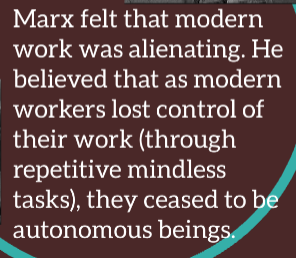 Marx felt that modern
work was alienating. He
believed that as modern
workers lost control of
their work (through
repetitive mindless
tasks), they ceased to be
autonomous beings.